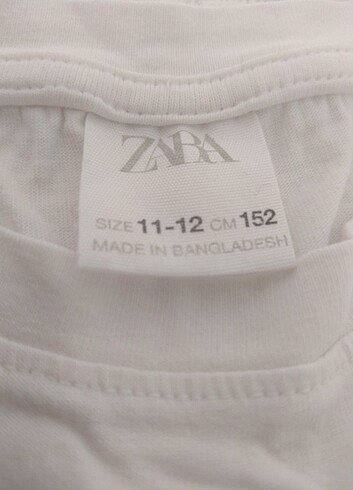 ZARA
SIZE 11-12 CM 152
MADE IN BANGLADESH